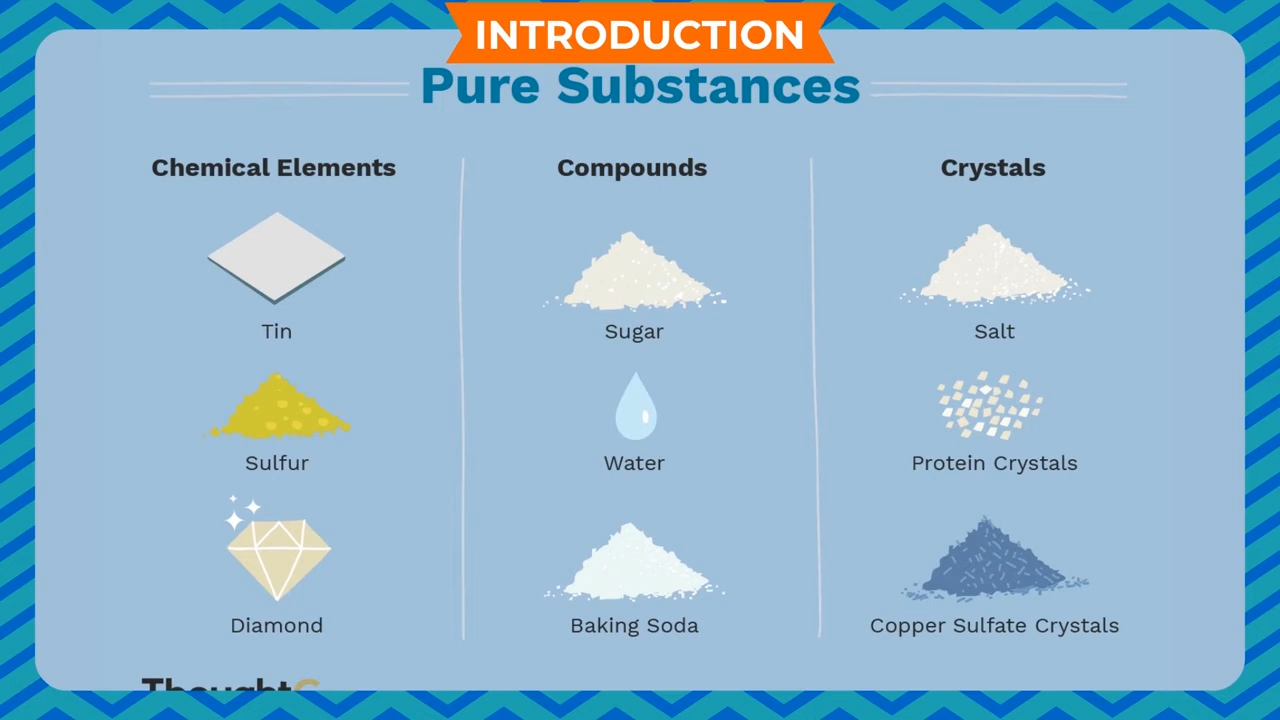 INTRODUCTION
Pure Substances
Chemical Elements
Tin
Sulfur
Diamond
Compounds
Sugar
Water
Baking Soda
Crystals
Salt
Protein Crystals
Copper Sulfate Crystals